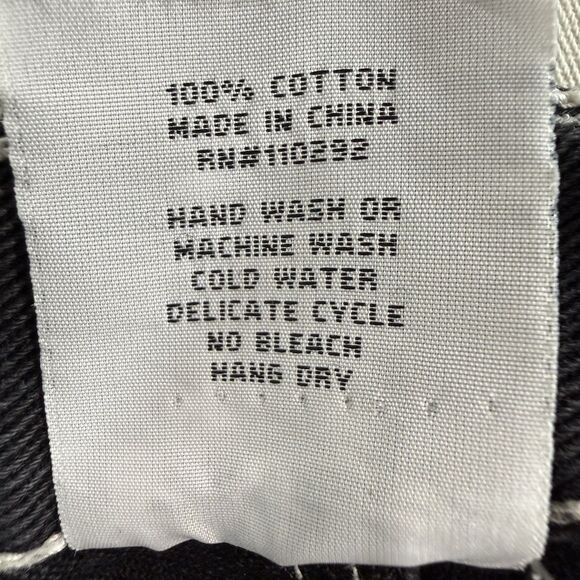 100% COTTON
MADE IN CHINA
RN#110292
HAND WASH OR
MACHINE WASH
COLD WATER
DELICATE CYCLE
NO BLEACH
HANG DRY